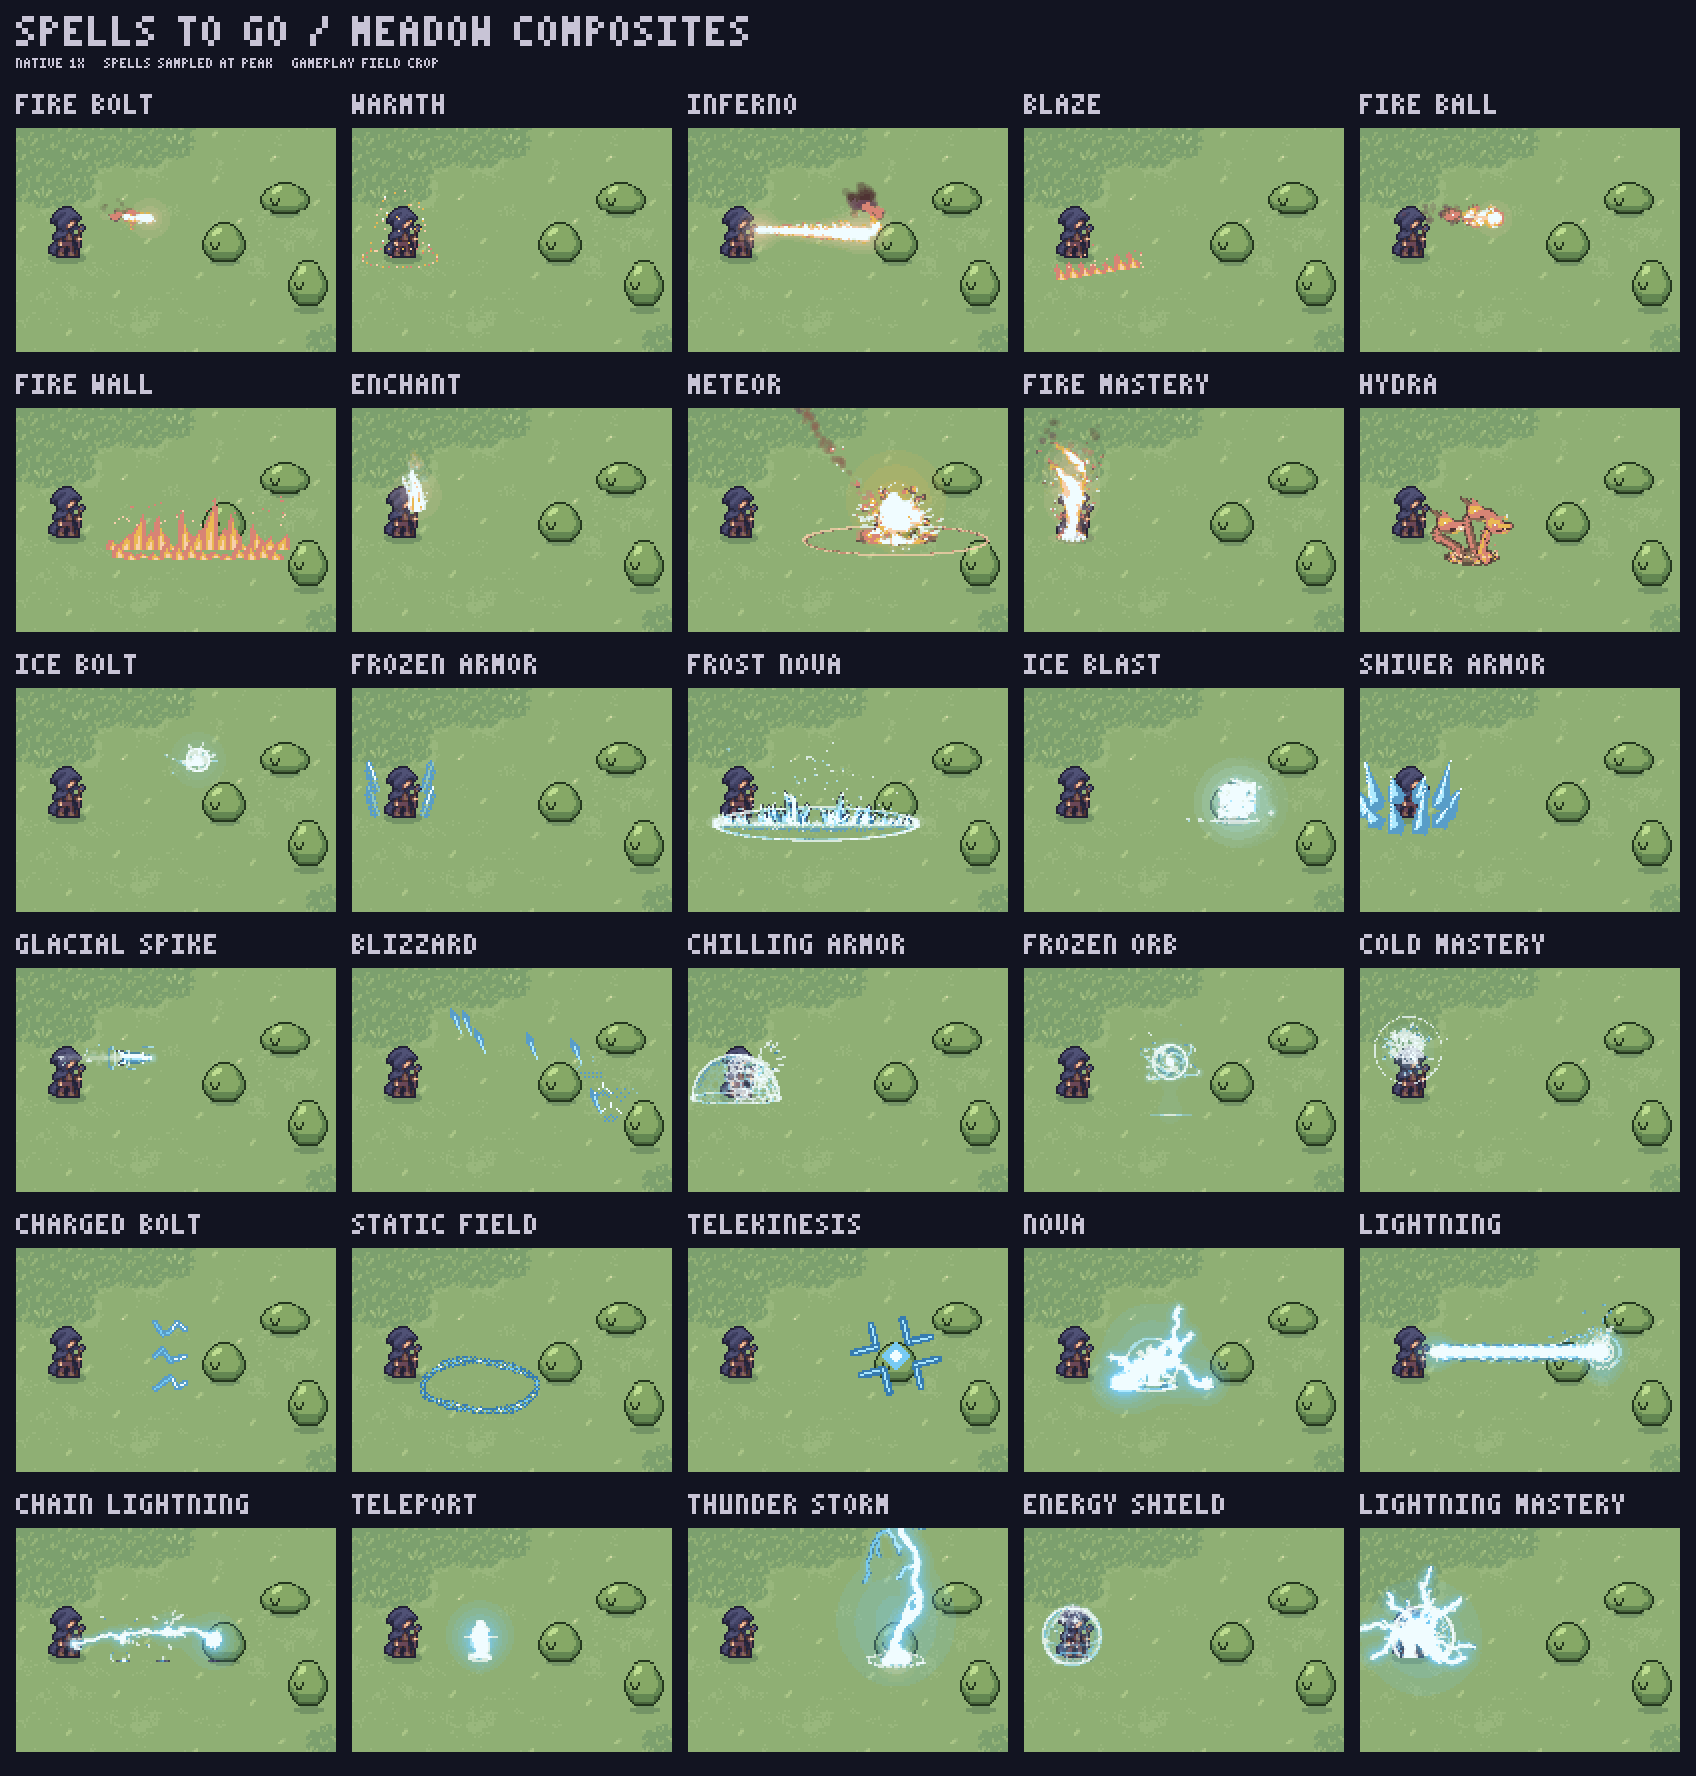 SPELLS TO GO / MEADOW COMPOSITES
NATIVE 1X SPELLS SAMPLED AT PEAK GAMEPLAY FIELD CROP
FIRE BOLT WARMTH INFERNO BLAZE FIRE BALL
FIRE WALL ENCHANT METEOR FIRE MASTERY HYDRA
ICE BOLT FROZEN ARMOR FROST NOVA ICE BLAST SHIVER ARMOR
GLACIAL SPIKE BLIZZARD CHILLING ARMOR FROZEN ORB COLD MASTERY
CHARGED BOLT STATIC FIELD TELEKINESIS NOVA LIGHTNING
CHAIN LIGHTNING TELEPORT THUNDER STORM ENERGY SHIELD LIGHTNING MASTERY